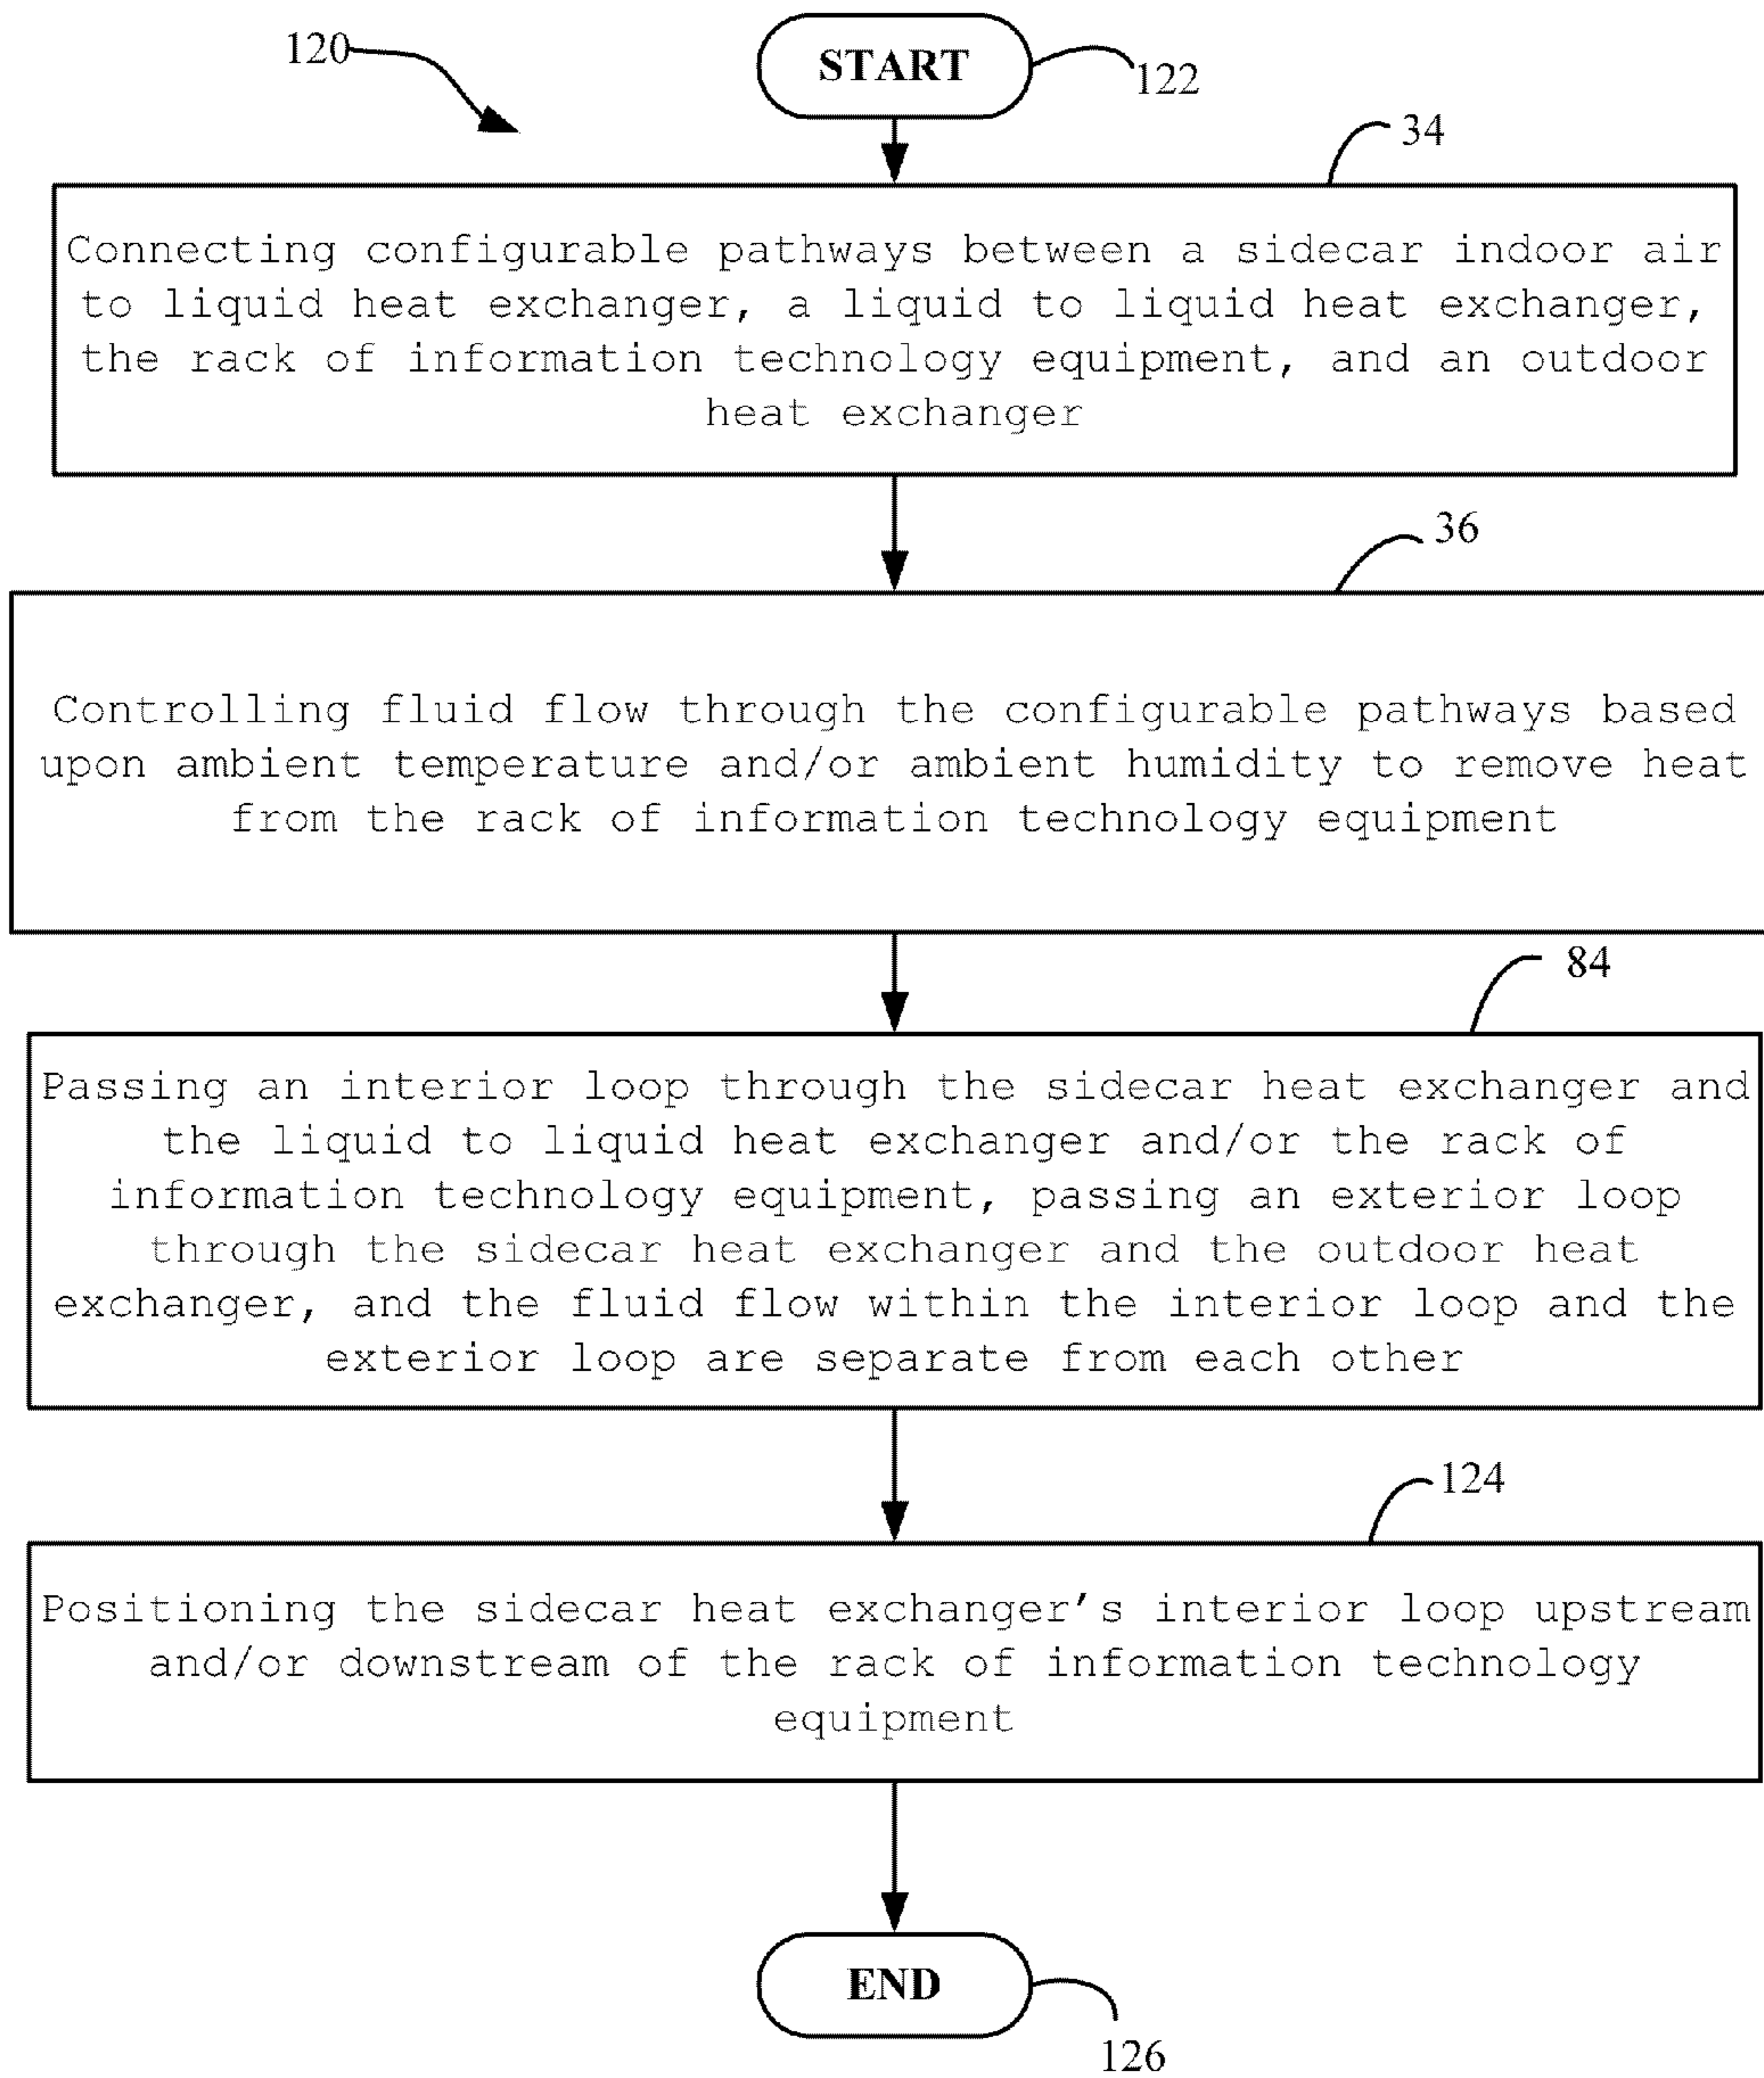 120
START
122
34
Connecting configurable pathways between a sidecar indoor air
to liquid heat exchanger, a liquid to liquid heat exchanger,
the rack of information technology equipment, and an outdoor
heat exchanger
36
Controlling fluid flow through the configurable pathways based
upon ambient temperature and/or ambient humidity to remove heat
from the rack of information technology equipment
84
Passing an interior loop through the sidecar heat exchanger and
the liquid to liquid heat exchanger and/or the rack of
information technology equipment, passing an exterior loop
through the sidecar heat exchanger and the outdoor heat
exchanger, and the fluid flow within the interior loop and the
exterior loop are separate from each other
124
Positioning the sidecar heat exchanger’s interior loop upstream
and/or downstream of the rack of information technology
equipment
END
126